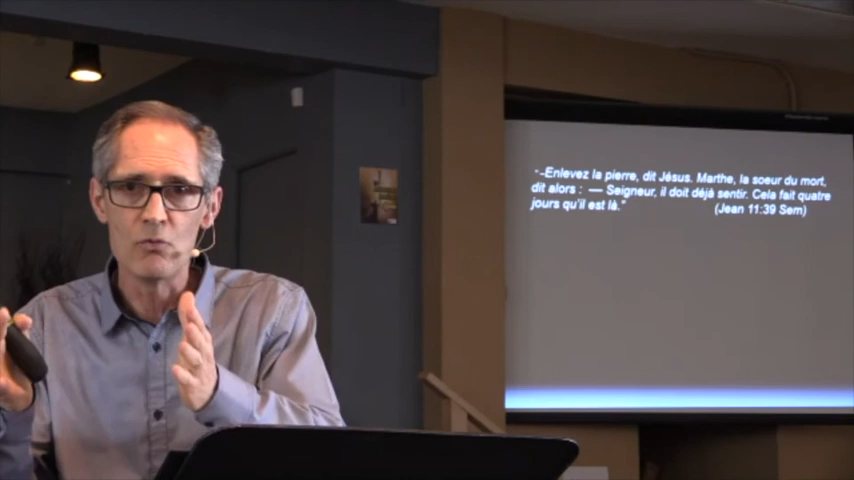 "-Enlevez la pierre, dit Jésus. Marthe, la soeur du mort,
dit alors : — Seigneur, il doit déjà sentir. Cela fait quatre
jours qu'il est là." (Jean 11:39 Sem)